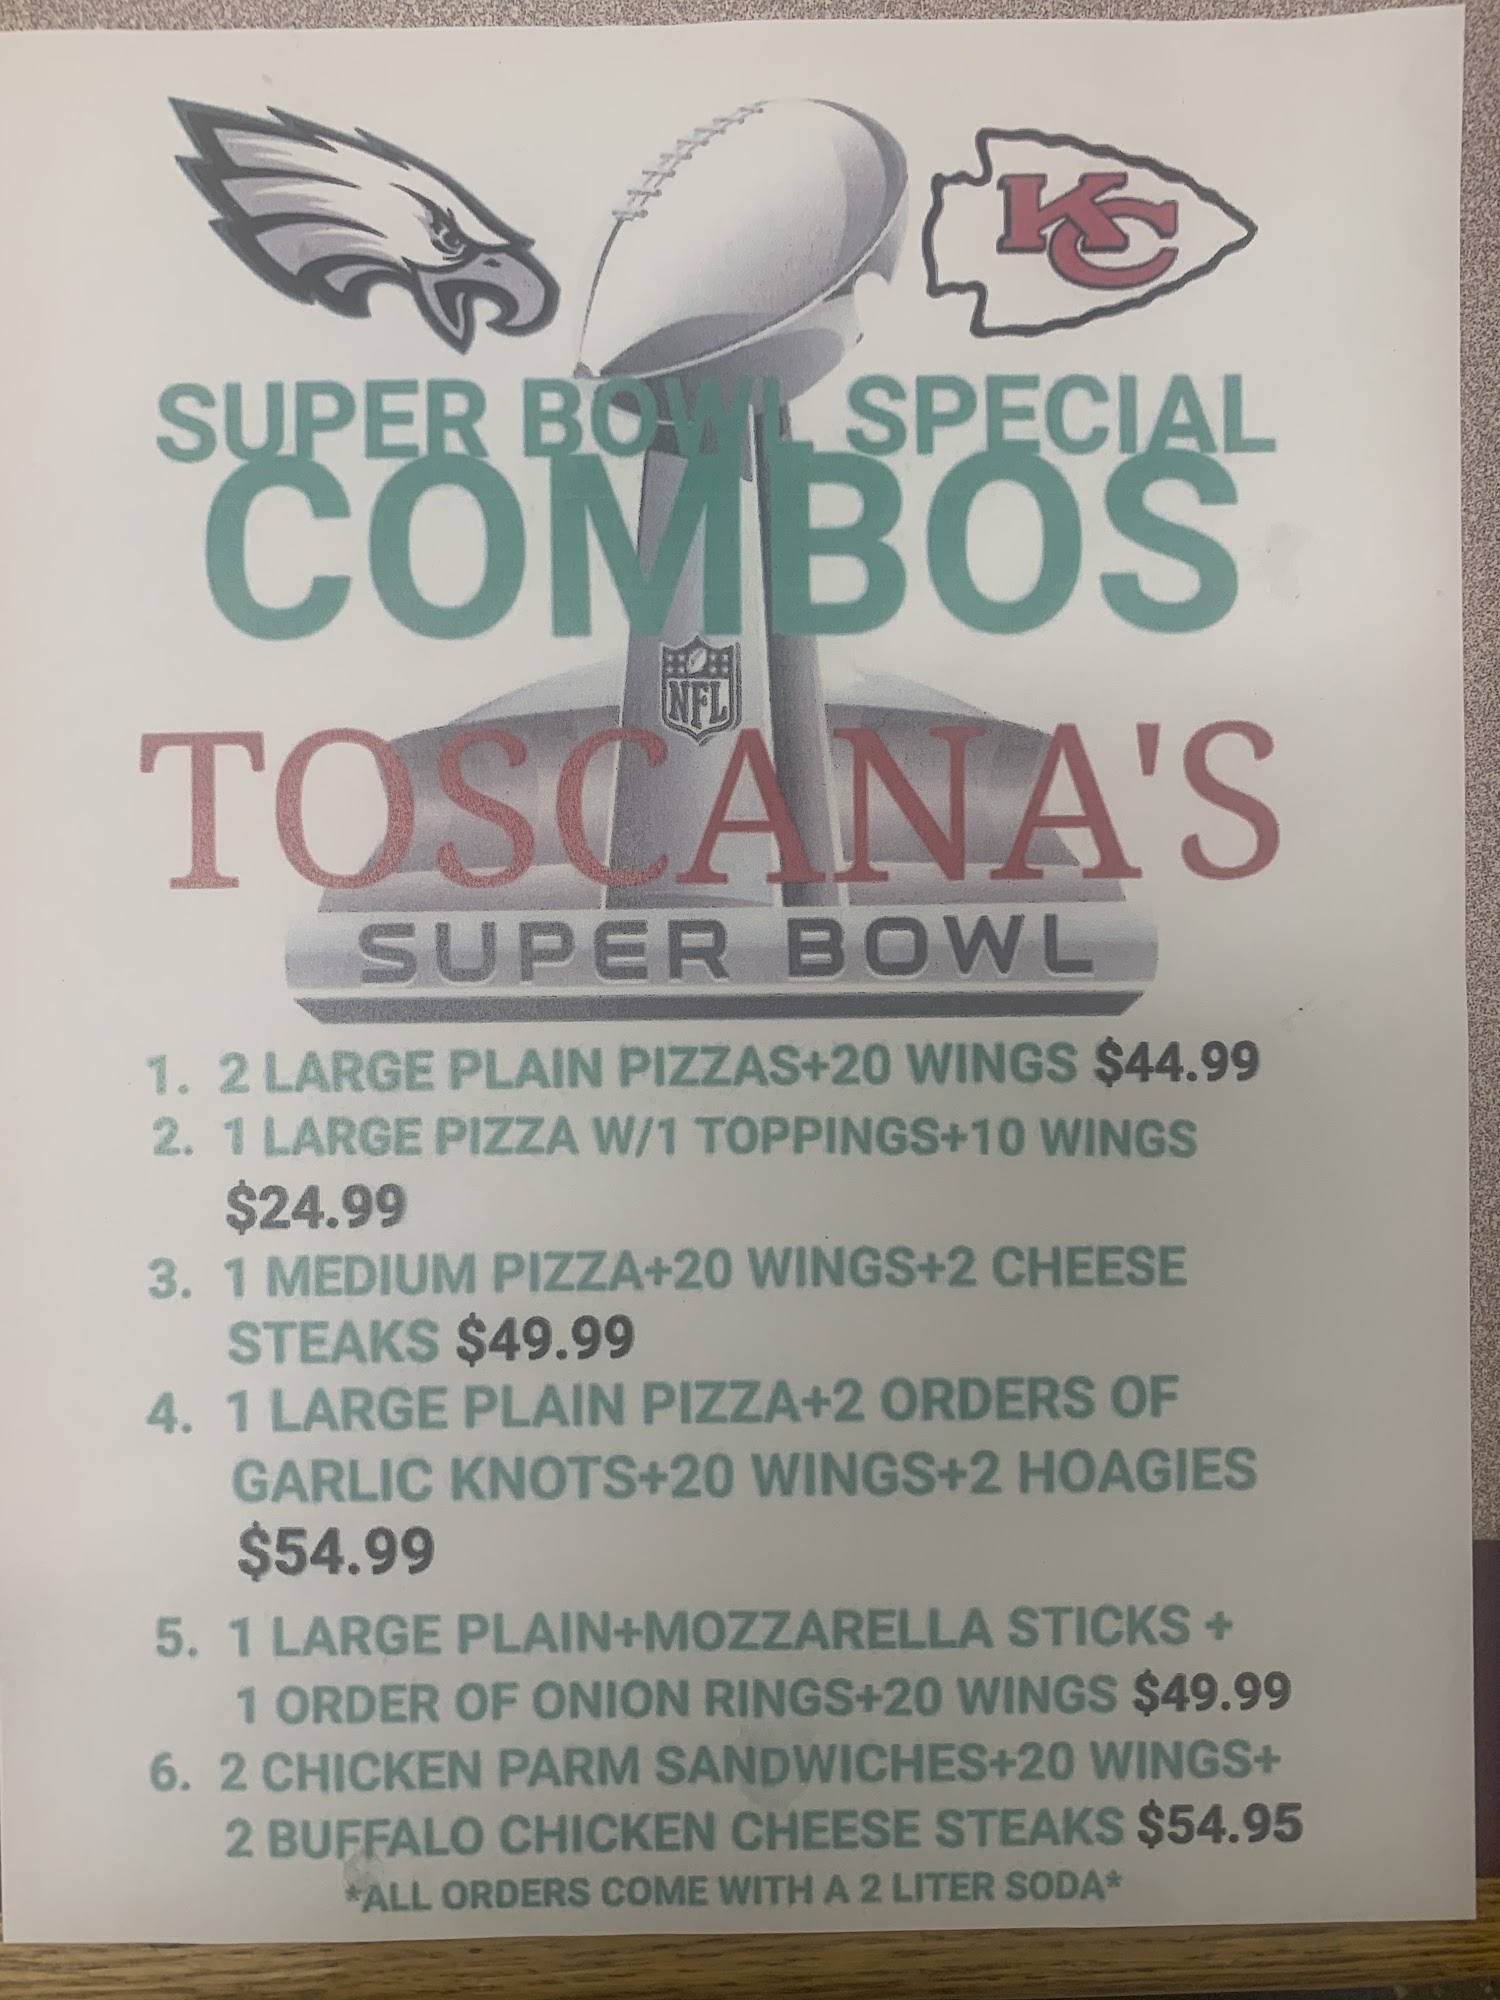 KC
SUPER BOWL SPECIAL
COMBOS
NFL
TOSCANA'S
SUPER BOWL
1. 2 LARGE PLAIN PIZZAS+20 WINGS $44.99
2. 1 LARGE PIZZA W/1 TOPPINGS+10 WINGS
$24.99
3. 1 MEDIUM PIZZA+20 WINGS+2 CHEESE
STEAKS $49.99
4. 1 LARGE PLAIN PIZZA+2 ORDERS OF
GARLIC KNOTS+20 WINGS+2 HOAGIES
$54.99
5. 1 LARGE PLAIN+MOZZARELLA STICKS +
1 ORDER OF ONION RINGS+20 WINGS $49.99
6. 2 CHICKEN PARM SANDWICHES+20 WINGS+
2 BUFFALO CHICKEN CHEESE STEAKS $54.95
*ALL ORDERS COME WITH A 2 LITER SODA*